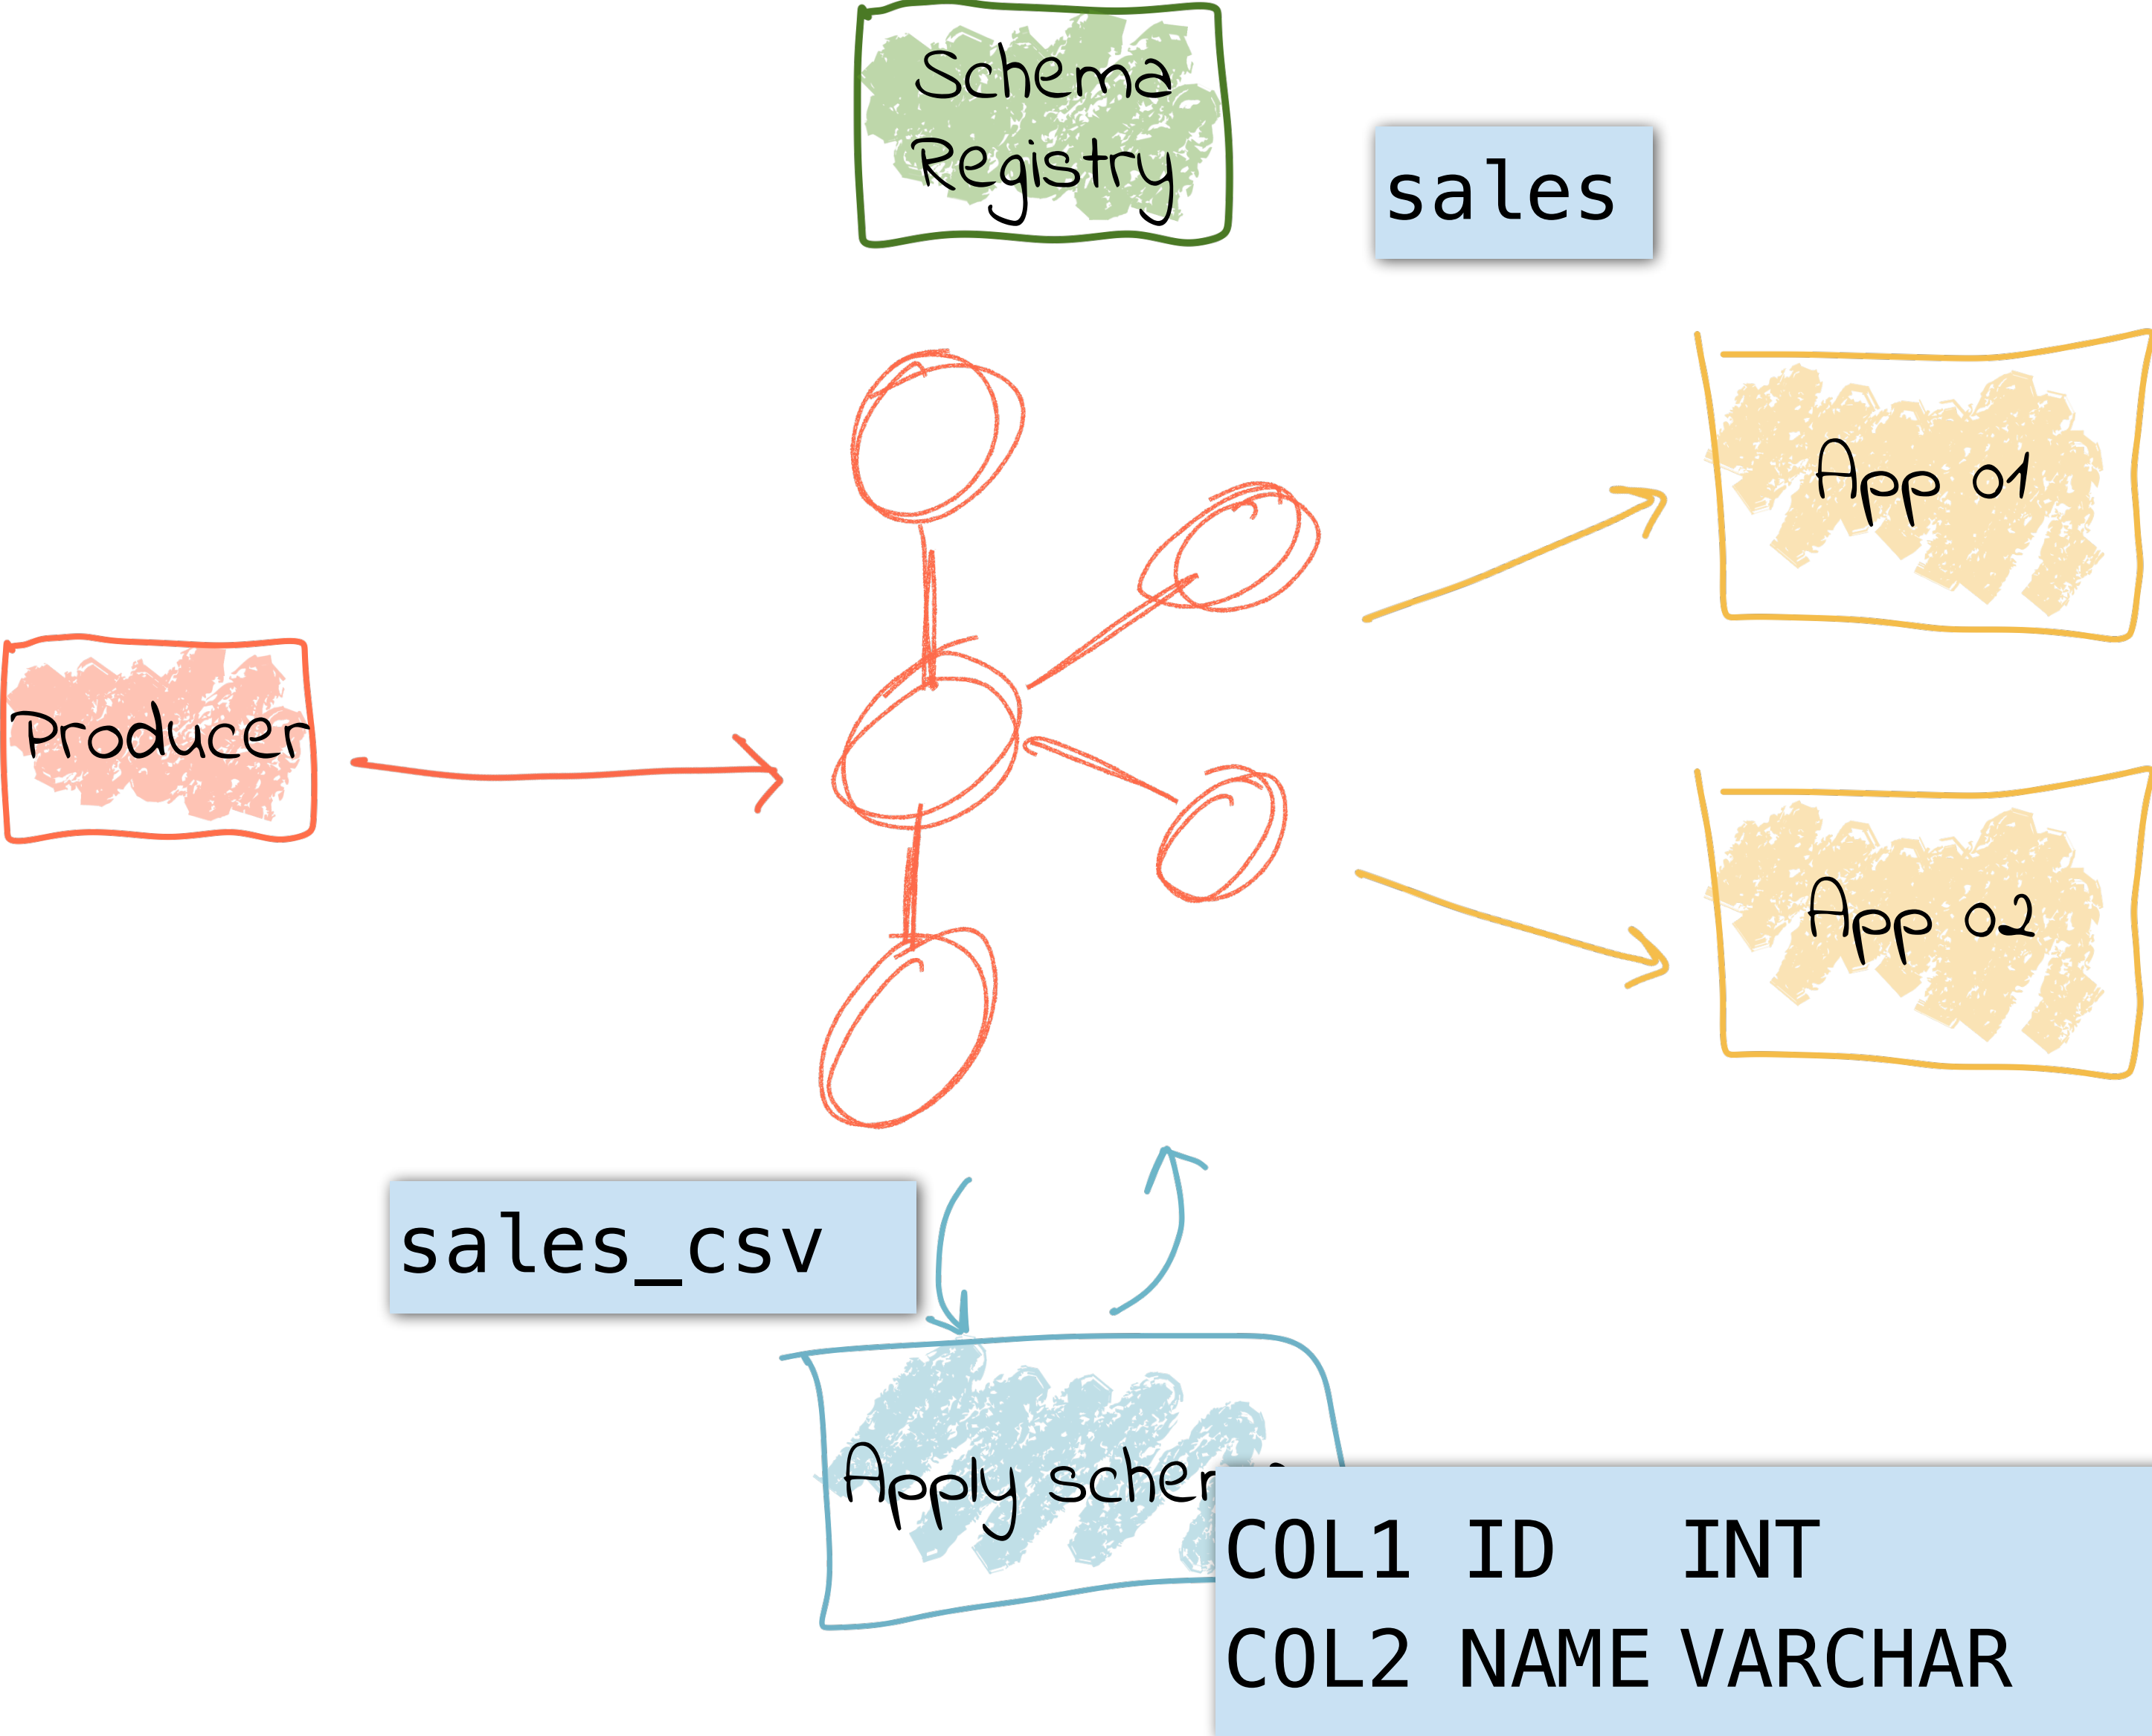 Schema
Registry
sales
App 01
Producer
App 02
sales_csv
Apply
COL1 ID INT
COL2 NAME VARCHAR